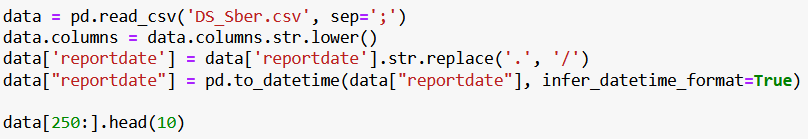 data = pd.read_csv('DS_Sber.csv', sep=';')
data.columns = data.columns.str.lower()
data['reportdate'] = data['reportdate'].str.replace('.', '/')
data["reportdate"] = pd.to_datetime(data["reportdate"], infer_datetime_format=True)
data[250:].head(10)